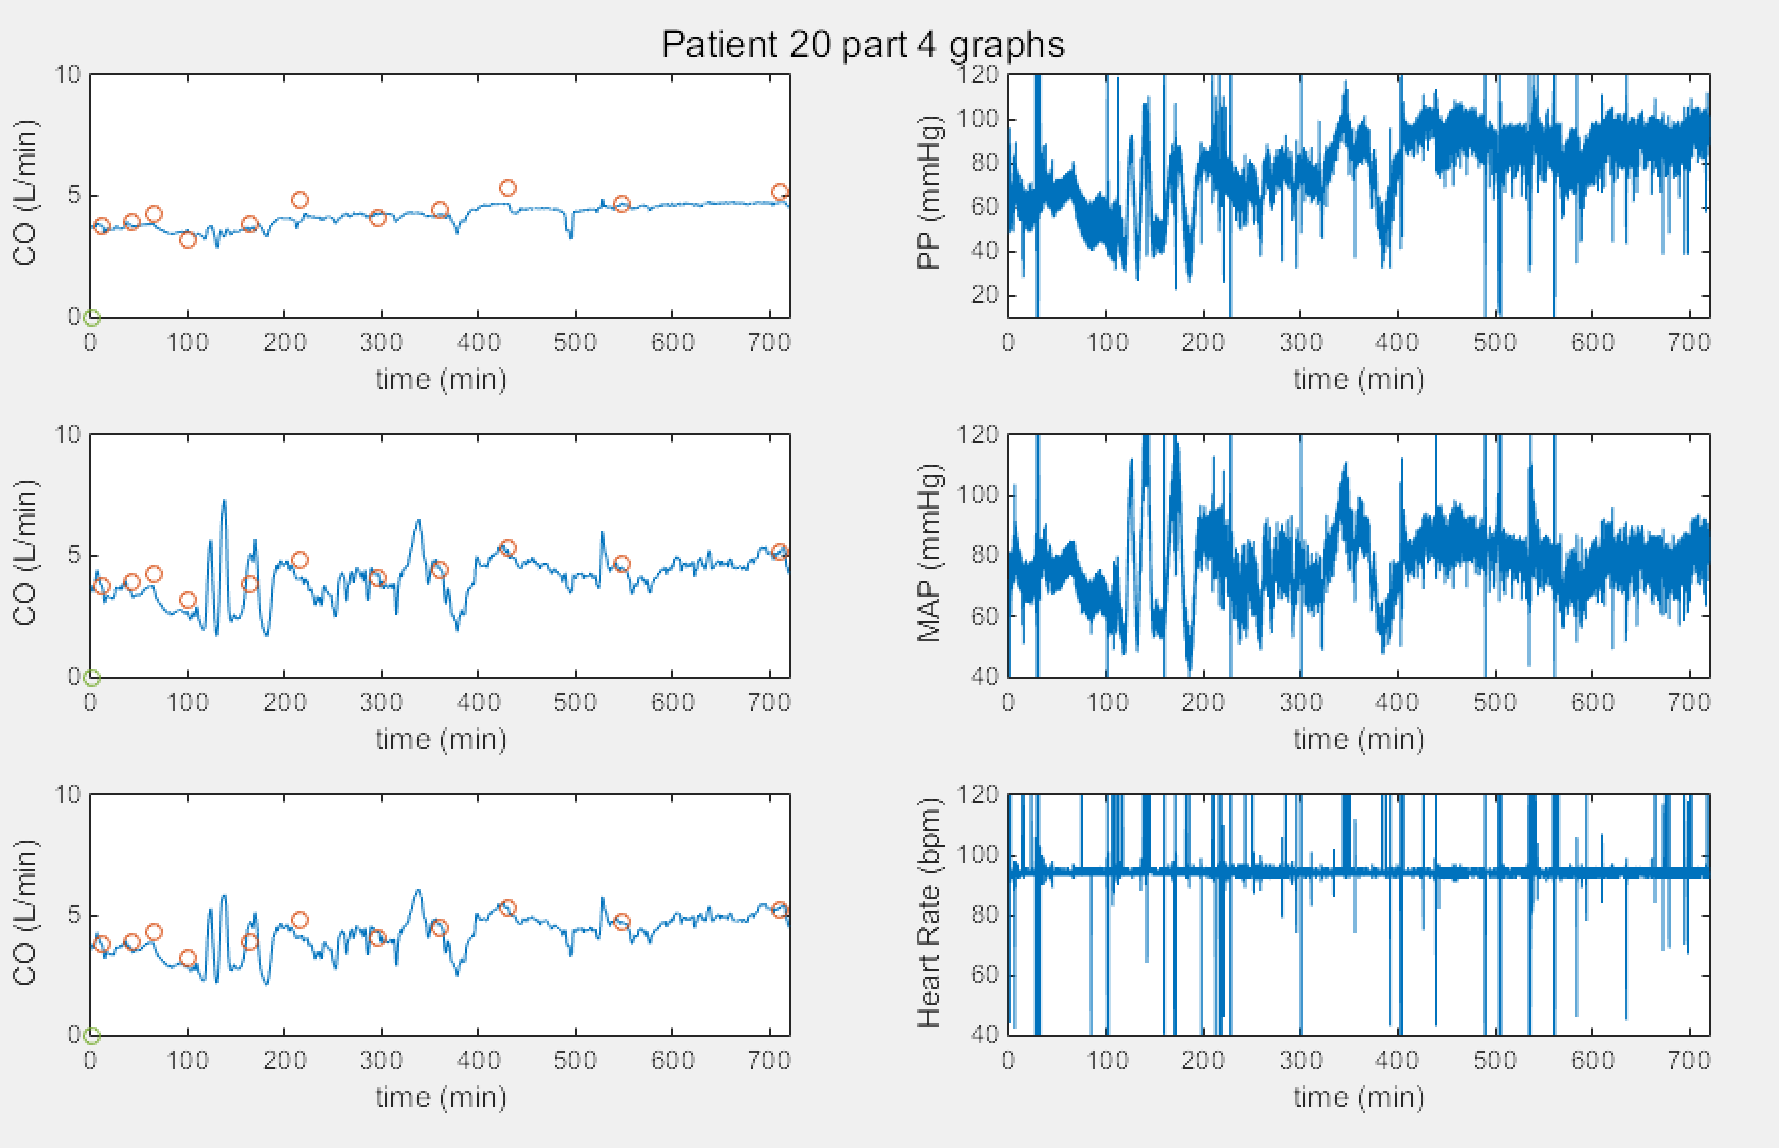 Patient 20 part 4 graphs
10
5
0
CO (L/min)
0 100 200 300 400 500 600 700
time (min)
120
100
80
60
40
20
PP (mmHg)
0 100 200 300 400 500 600 700
time (min)
10
5
0
CO (L/min)
0 100 200 300 400 500 600 700
time (min)
120
100
80
60
40
MAP (mmHg)
0 100 200 300 400 500 600 700
time (min)
10
5
0
CO (L/min)
0 100 200 300 400 500 600 700
time (min)
120
100
80
60
40
Heart Rate (bpm)
0 100 200 300 400 500 600 700
time (min)